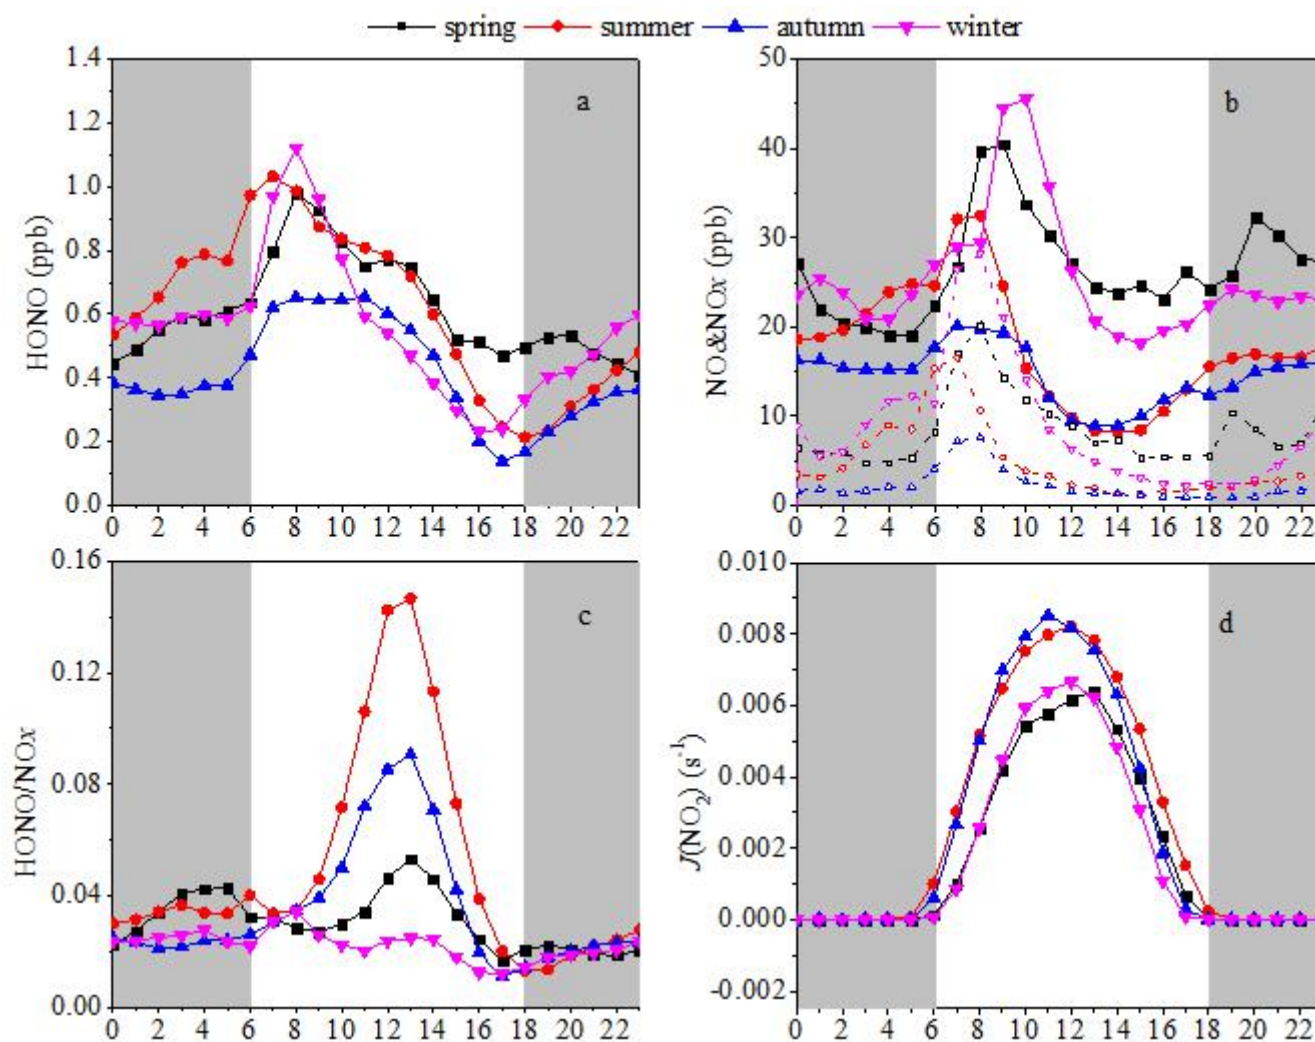 spring summer autumn winter
1.4
1.2
1.0
0.8
0.6
0.4
0.2
0.0
HONO (ppb)
a
0 2 4 6 8 10 12 14 16 18 20 22
50
40
30
20
10
0
NO&NOx (ppb)
b
0 2 4 6 8 10 12 14 16 18 20 22
0.16
0.12
0.08
0.04
0.00
HONO/NOx
c
0 2 4 6 8 10 12 14 16 18 20 22
0.010
0.008
0.006
0.004
0.002
0.000
-0.002
J(NO₂) (s⁻¹)
d
0 2 4 6 8 10 12 14 16 18 20 22